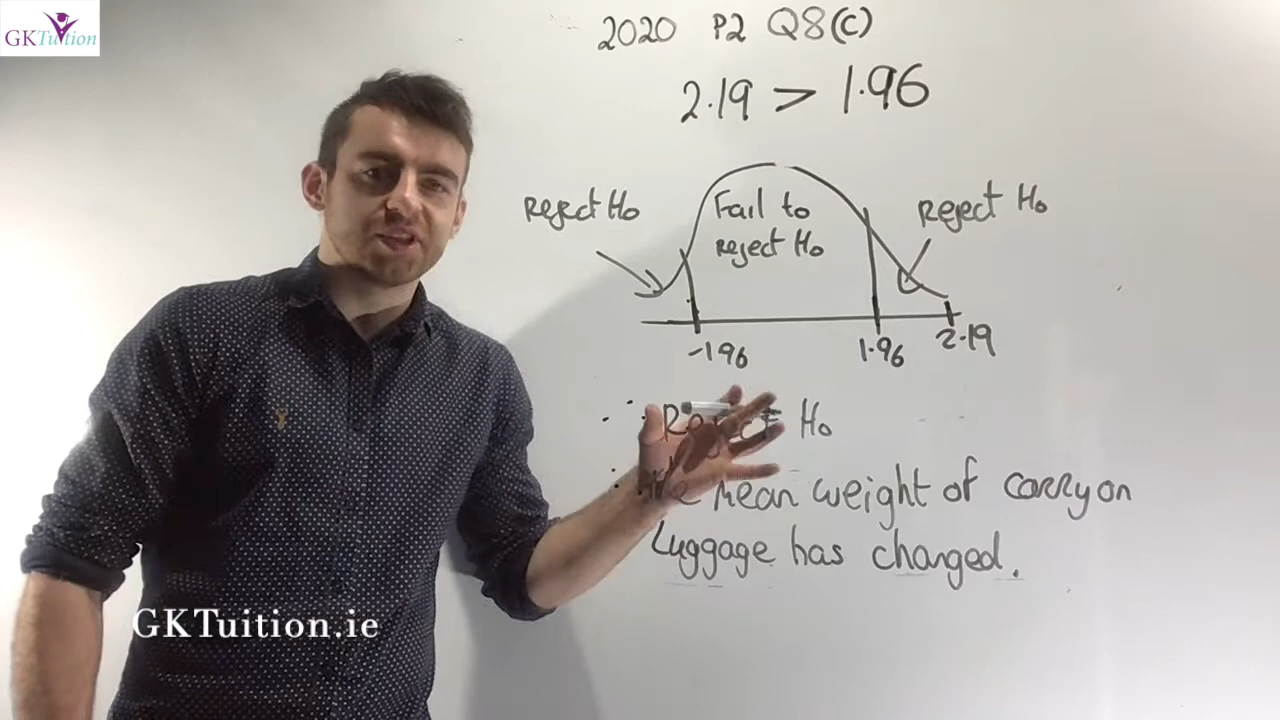 GKTuition
2020 P2 Q8(c)
2.19 > 1.96
Reject H₀
Fail to
reject H₀
Reject H₀
-1.96
1.96
2.19
∴ Reject H₀
mean weight of carry on
Luggage has changed.
GKTuition.ie